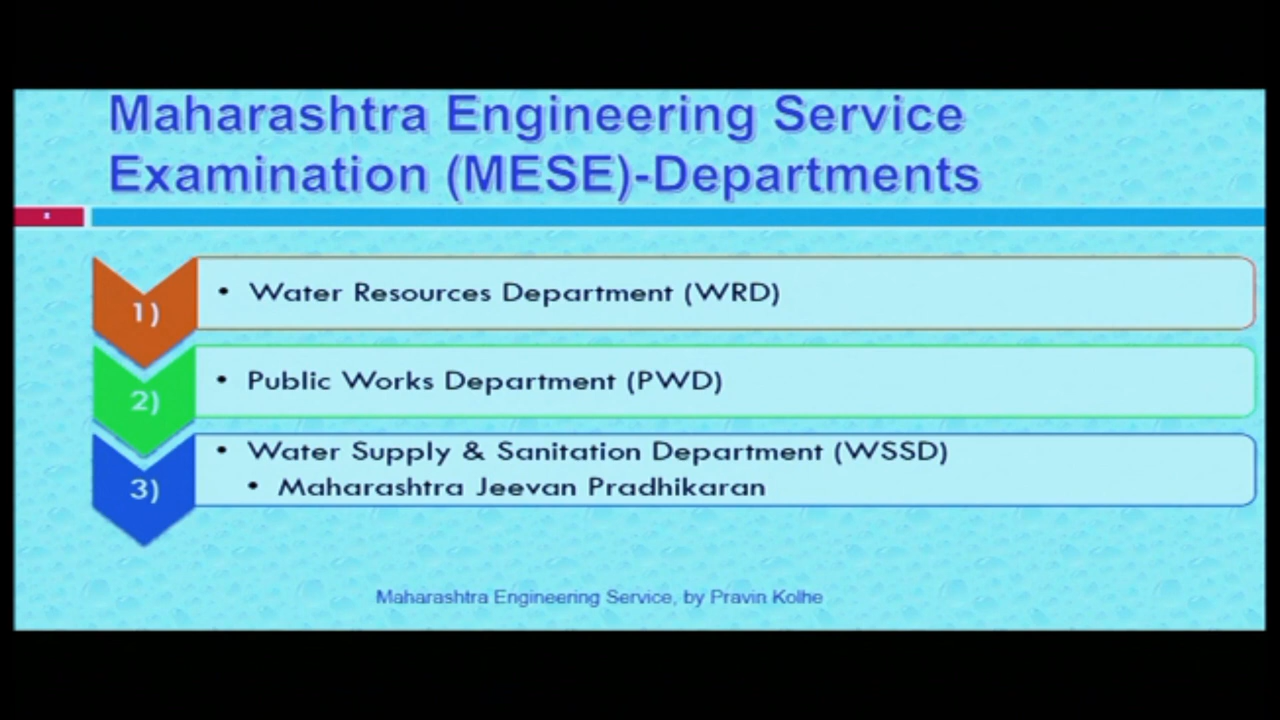 Maharashtra Engineering Service
Examination (MESE)-Departments
1)
• Water Resources Department (WRD)
2)
• Public Works Department (PWD)
3)
• Water Supply & Sanitation Department (WSSD)
• Maharashtra Jeevan Pradhikaran
Maharashtra Engineering Service, by Pravin Kolhe